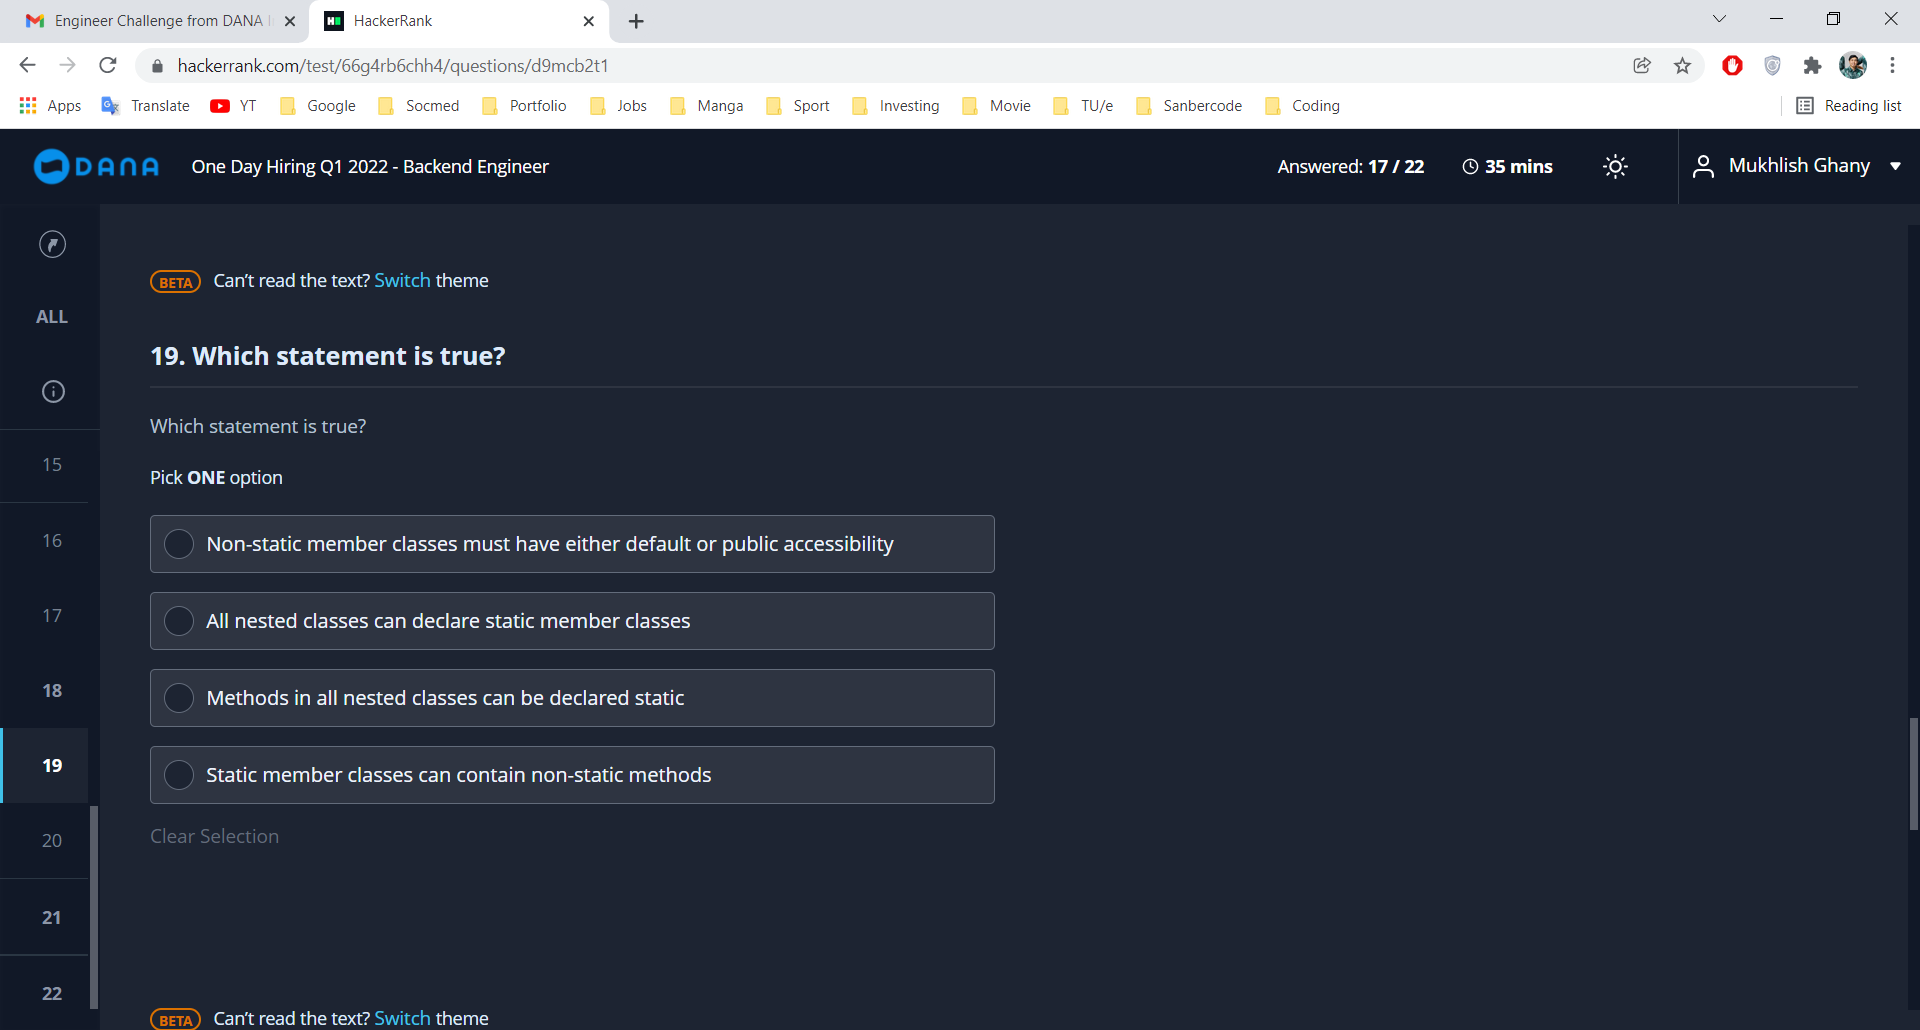 Engineer Challenge from DANA
HackerRank
hackerrank.com/test/66g4rb6chh4/questions/d9mcb2t1
Apps Translate YT Google Socmed Portfolio Jobs Manga Sport Investing Movie TU/e Sanbercode Coding Reading list
DANA One Day Hiring Q1 2022 - Backend Engineer Answered: 17 / 22 35 mins Mukhlish Ghany
BETA Can't read the text? Switch theme
ALL
19. Which statement is true?
Which statement is true?
15
Pick ONE option
16 Non-static member classes must have either default or public accessibility
17 All nested classes can declare static member classes
18 Methods in all nested classes can be declared static
19 Static member classes can contain non-static methods
20 Clear Selection
21
22
BETA Can't read the text? Switch theme